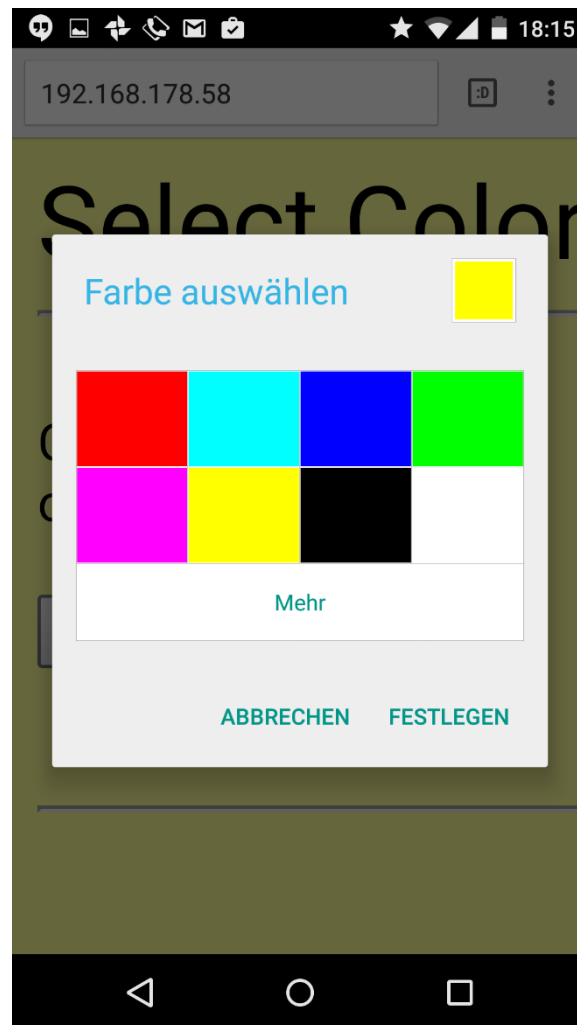 18:15
192.168.178.58
:D
Select Color
Farbe auswählen
Mehr
ABBRECHEN FESTLEGEN